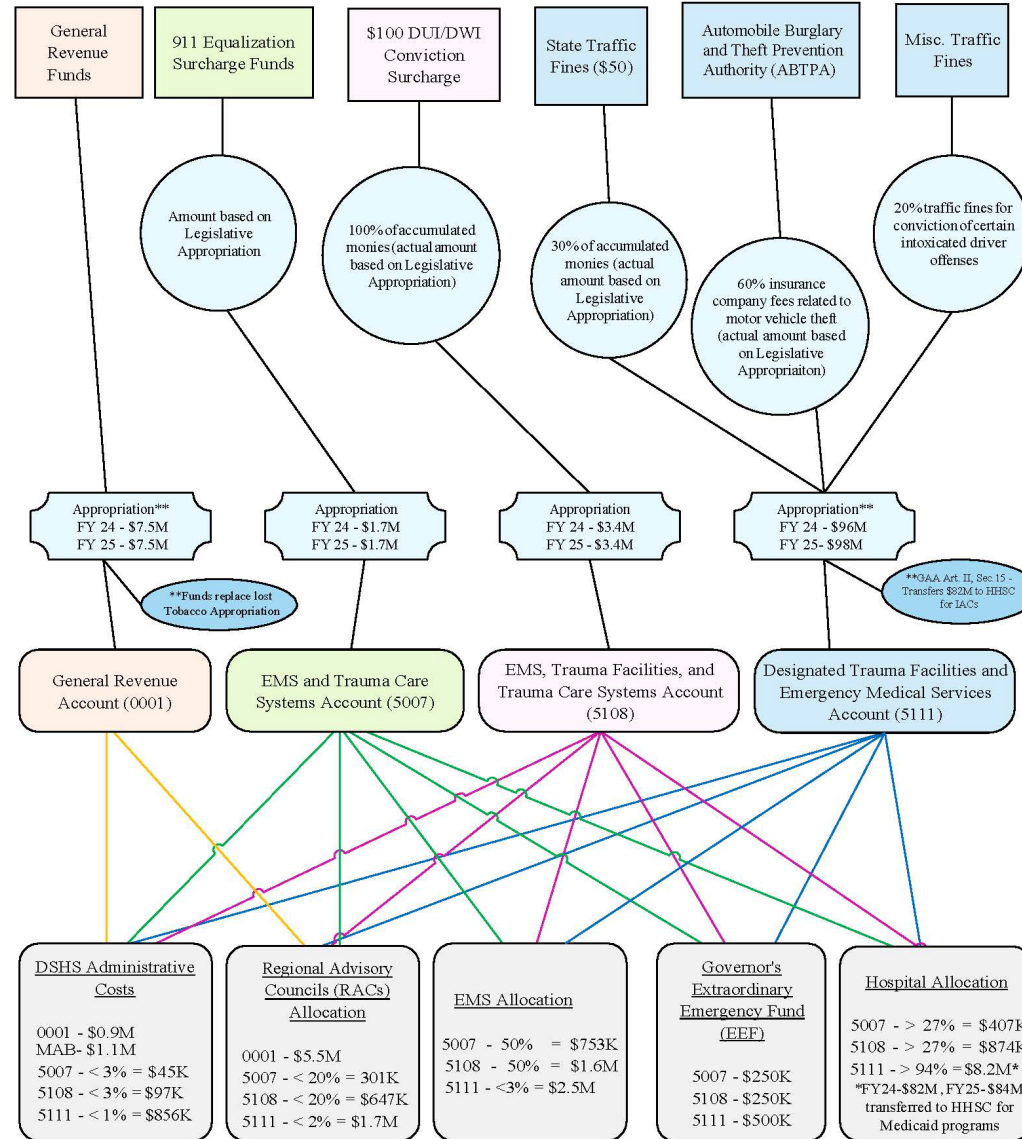 General
Revenue
Funds
911 Equalization
Surcharge Funds
$100 DUI/DWI
Conviction
Surcharge
State Traffic
Fines ($50)
Automobile Burglary
and Theft Prevention
Authority (ABTPA)
Misc. Traffic
Fines
Amount based on
Legislative
Appropriation
100% of accumulated
monies (actual amount
based on Legislative
Appropriation)
30% of accumulated
monies (actual
amount based on
Legislative
Appropriation)
60% insurance
company fees related to
motor vehicle theft
(actual amount based
on Legislative
Appropriaiton)
20% traffic fines for
conviction of certain
intoxicated driver
offenses
Appropriation**
FY 24 - $7.5M
FY 25 - $7.5M
Appropriation
FY 24 - $1.7M
FY 25 - $1.7M
Appropriation
FY 24 - $3.4M
FY 25 - $3.4M
Appropriation**
FY 24 - $96M
FY 25- $98M
**Funds replace lost
Tobacco Appropriation
**GAA Art. II, Sec. 15 -
Transfers $82M to HHSC
for IACs
General Revenue
Account (0001)
EMS and Trauma Care
Systems Account (5007)
EMS, Trauma Facilities, and
Trauma Care Systems Account
(5108)
Designated Trauma Facilities and
Emergency Medical Services
Account (5111)
DSHS Administrative
Costs
0001 - $0.9M
MAB- $1.1M
5007 - < 3% = $45K
5108 - < 3% = $97K
5111 - < 1% = $856K
Regional Advisory
Councils (RACs)
Allocation
0001 - $5.5M
5007 - < 20% = 301K
5108 - < 20% = $647K
5111 - < 2% = $1.7M
EMS Allocation
5007 - 50% = $753K
5108 - 50% = $1.6M
5111 - <3% = $2.5M
Governor's
Extraordinary
Emergency Fund
(EEF)
5007 - $250K
5108 - $250K
5111 - $500K
Hospital Allocation
5007 - > 27% = $407K
5108 - > 27% = $874K
5111 - > 94% = $8.2M*
*FY24-$82M , FY25- $84M
transferred to HHSC for
Medicaid programs